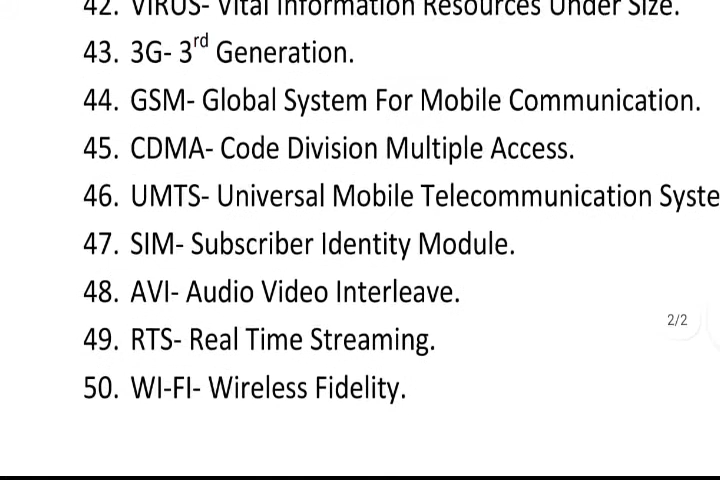 42. VIRUS- Vital Information Resources Under Size.
43. 3G- 3rd Generation.
44. GSM- Global System For Mobile Communication.
45. CDMA- Code Division Multiple Access.
46. UMTS- Universal Mobile Telecommunication Syste
47. SIM- Subscriber Identity Module.
48. AVI- Audio Video Interleave.
2/2
49. RTS- Real Time Streaming.
50. WI-FI- Wireless Fidelity.